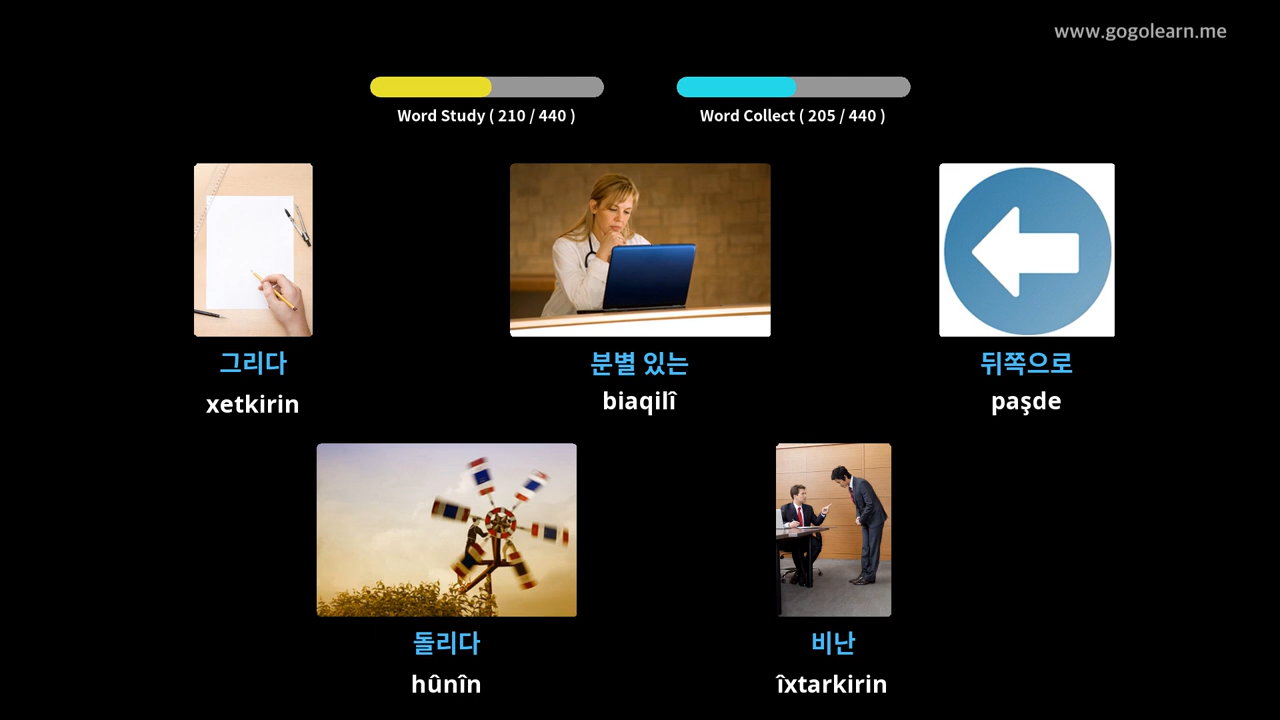 www.gogolearn.me
Word Study ( 210 / 440 )
Word Collect ( 205 / 440 )
그리다
xetkirin
분별 있는
biaqilî
뒤쪽으로
paşde
돌리다
hûnîn
비난
îxtarkirin